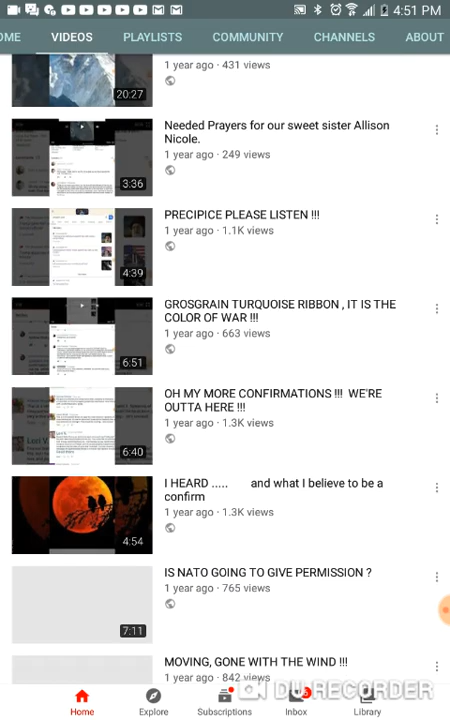 4:51 PM
OME VIDEOS PLAYLISTS COMMUNITY CHANNELS ABOUT
1 year ago · 431 views
20:27
Needed Prayers for our sweet sister Allison
Nicole.
1 year ago · 249 views
3:36
PRECIPICE PLEASE LISTEN !!!
1 year ago · 1.1K views
4:39
GROSGRAIN TURQUOISE RIBBON , IT IS THE
COLOR OF WAR !!!
1 year ago · 663 views
6:51
OH MY MORE CONFIRMATIONS !!! WE'RE
OUTTA HERE !!!
1 year ago · 1.3K views
6:40
I HEARD ..... and what I believe to be a
confirm
1 year ago · 1.3K views
4:54
IS NATO GOING TO GIVE PERMISSION ?
1 year ago · 765 views
7:11
MOVING, GONE WITH THE WIND !!!
1 year ago · 842 views
DU RECORDER
Home Explore Subscriptions Inbox Library